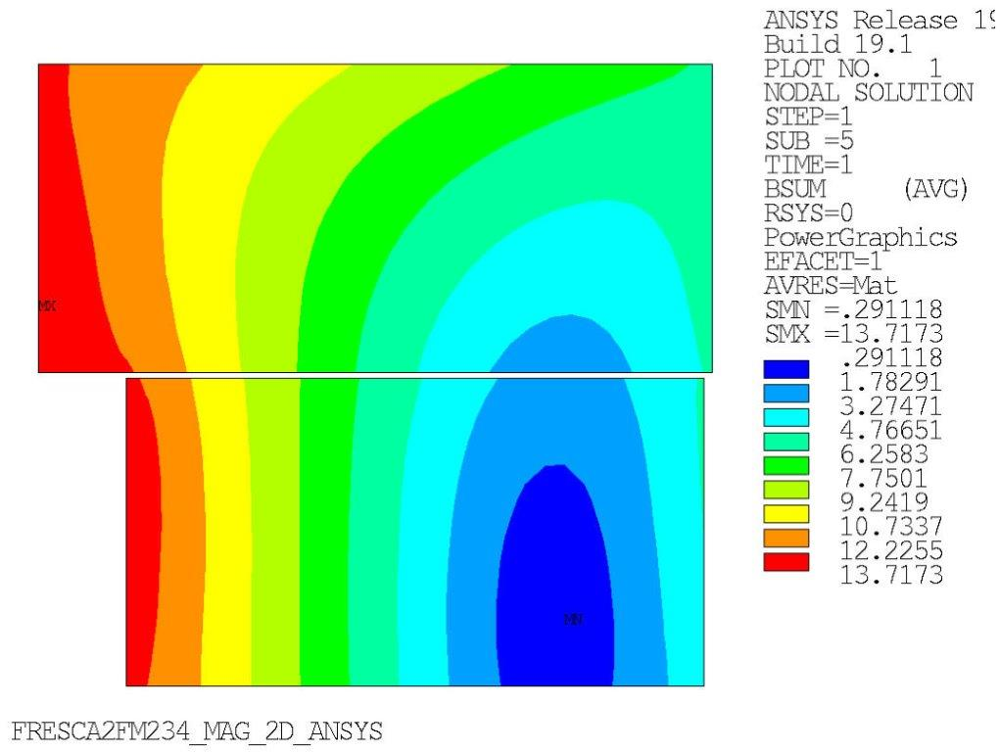 ANSYS Release 19
Build 19.1
PLOT NO.   1
NODAL SOLUTION
STEP=1
SUB =5
TIME=1
BSUM     (AVG)
RSYS=0
PowerGraphics
EFACET=1
AVRES=Mat
SMN =.291118
SMX =13.7173
.291118
1.78291
3.27471
4.76651
6.2583
7.7501
9.2419
10.7337
12.2255
13.7173
MX
MN
FRESCA2FM234_MAG_2D_ANSYS